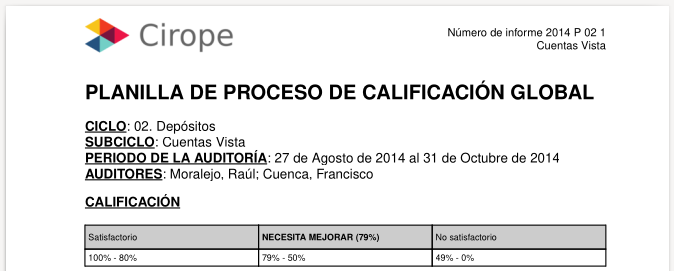 Cirope
Número de informe 2014 P 02 1
Cuentas Vista
PLANILLA DE PROCESO DE CALIFICACIÓN GLOBAL
CICLO: 02. Depósitos
SUBCICLO: Cuentas Vista
PERIODO DE LA AUDITORÍA: 27 de Agosto de 2014 al 31 de Octubre de 2014
AUDITORES: Moralejo, Raúl; Cuenca, Francisco
CALIFICACIÓN
Satisfactorio NECESITA MEJORAR (79%) No satisfactorio
100% - 80% 79% - 50% 49% - 0%